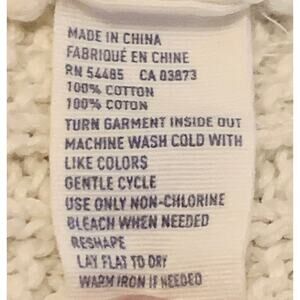 MADE IN CHINA
FABRIQUÉ EN CHINE
RN 54485 CA 03873
100% COTTON
100% COTON
TURN GARMENT INSIDE OUT
MACHINE WASH COLD WITH
LIKE COLORS
GENTLE CYCLE
USE ONLY NON-CHLORINE
BLEACH WHEN NEEDED
RESHAPE
LAY FLAT TO DRY
WARM IRON IF NEEDED